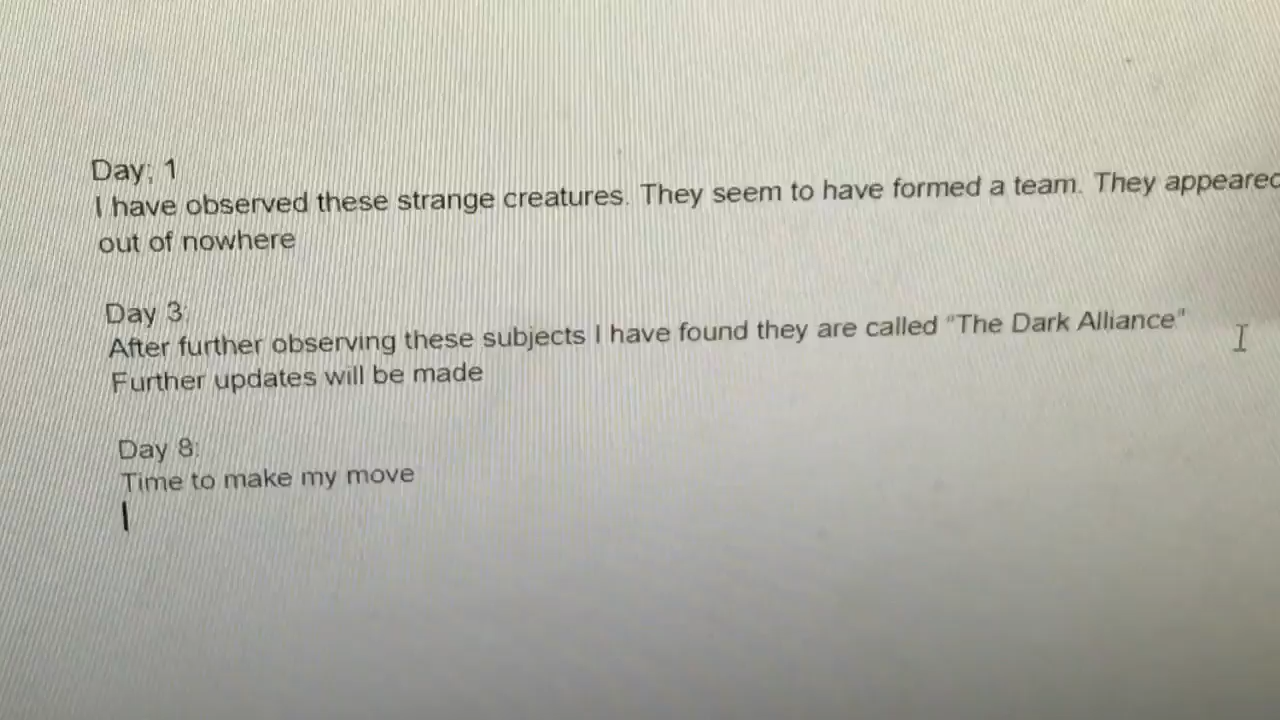 Day; 1
I have observed these strange creatures. They seem to have formed a team. They appeared
out of nowhere
Day 3:
After further observing these subjects I have found they are called "The Dark Alliance"
Further updates will be made
Day 8:
Time to make my move